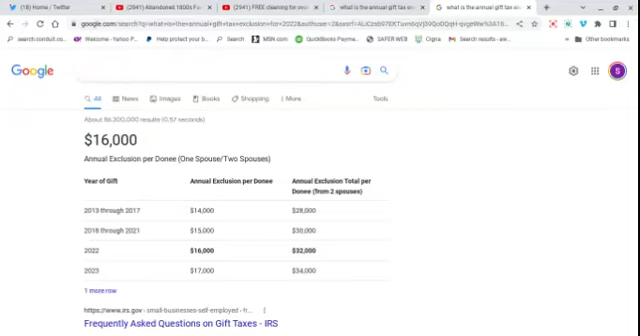 (18) Home / Twitter
(2941) Abandoned 1800s Fa
(2941) FREE cleaning for
what is the annual gift tax
what is the annual gift tax
google.com/search?q=what+is+the+annual+gift+tax+exclusion+for+2022
search.conduit.co...
Welcome - Yahoo
Help protect your b...
Search
MSN.com
QuickBooks Payme...
SAFER WEB
Cigna
Search results
Other bookmarks
Google
S
All
News
Images
Books
Shopping
More
Tools
results (0.57 seconds)
$16,000
Annual Exclusion per Donee (One Spouse/Two Spouses)
Year of Gift Annual Exclusion per Donee Annual Exclusion Total per
Donee (from 2 spouses)
2013 through 2017 $14,000 $28,000
2018 through 2021 $15,000 $30,000
2022 $16,000 $32,000
2023 $17,000 $34,000
1 more row
https://www.irs.gov › small-businesses-self-employed › fr...
Frequently Asked Questions on Gift Taxes - IRS